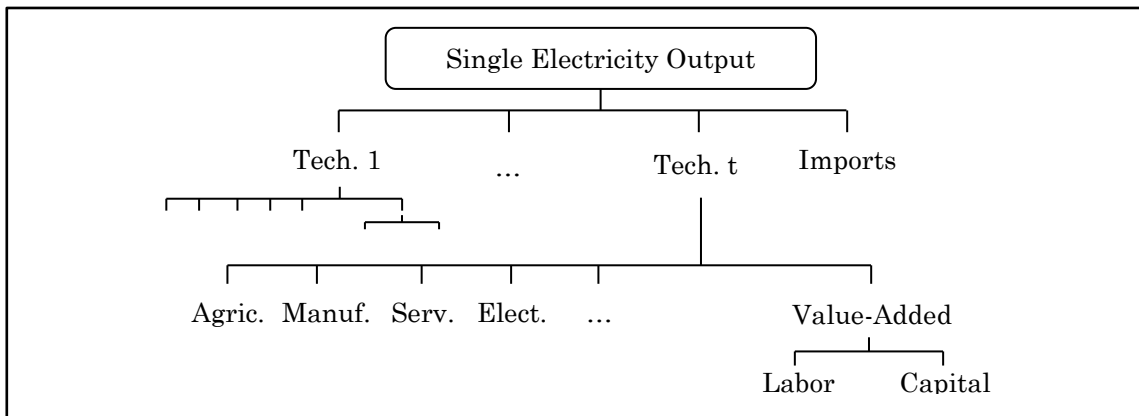 Single Electricity Output
Tech. 1 ... Tech. t Imports
Agric. Manuf. Serv. Elect. ... Value-Added
Labor Capital